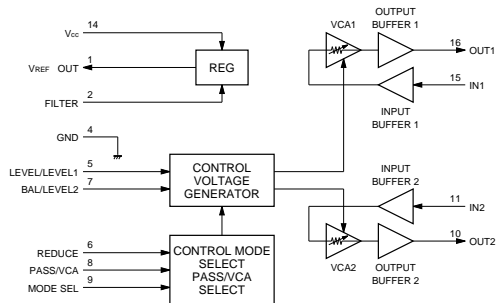 14
Vcc
1
VREF OUT
2
FILTER
REG
4
GND
5
LEVEL/LEVEL1
7
BAL/LEVEL2
CONTROL
VOLTAGE
GENERATOR
6
REDUCE
8
PASS/VCA
9
MODE SEL
CONTROL MODE
SELECT
PASS/VCA
SELECT
VCA1
OUTPUT
BUFFER 1
16
OUT1
15
IN1
INPUT
BUFFER 1
INPUT
BUFFER 2
11
IN2
10
OUT2
VCA2
OUTPUT
BUFFER 2